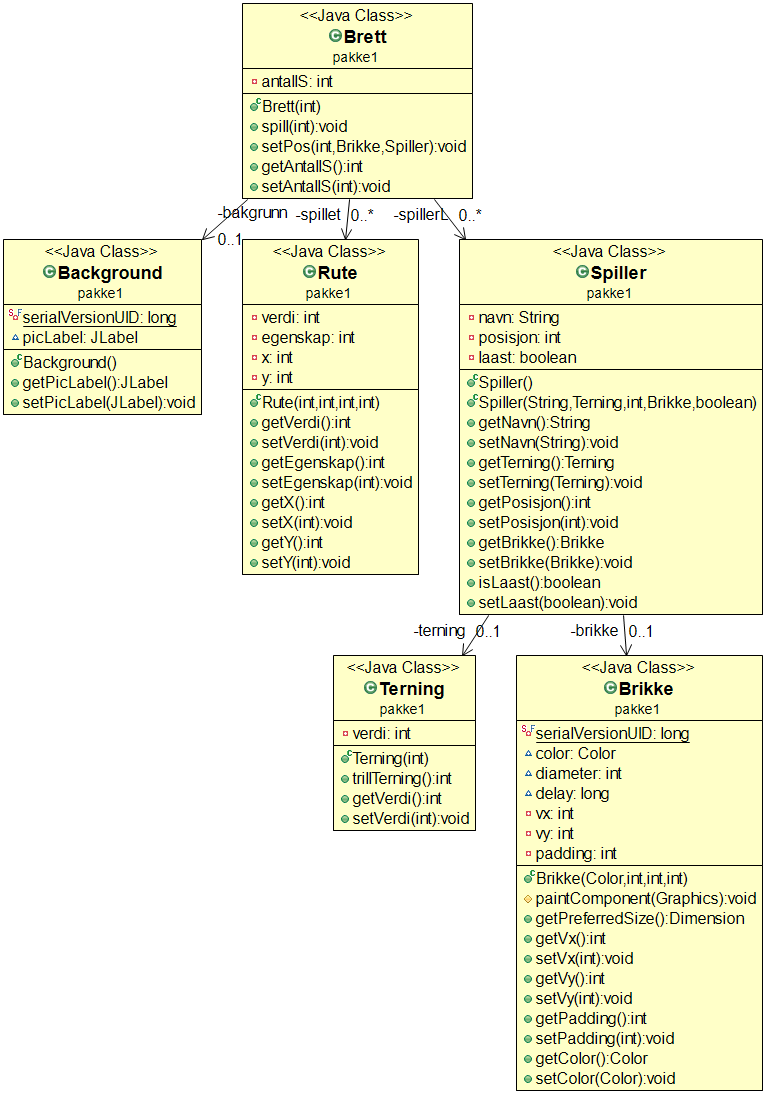 <<Java Class>>
Brett
pakke1
antallS: int
Brett(int)
spill(int):void
setPos(int,Brikke,Spiller):void
getAntallS():int
setAntallS(int):void
-bakgrunn
0..1
-spillet 0..*
-spillerL 0..*
<<Java Class>>
Background
pakke1
serialVersionUID: long
picLabel: JLabel
Background()
getPicLabel():JLabel
setPicLabel(JLabel):void
<<Java Class>>
Rute
pakke1
verdi: int
egenskap: int
x: int
y: int
Rute(int,int,int,int)
getVerdi():int
setVerdi(int):void
getEgenskap():int
setEgenskap(int):void
getX():int
setX(int):void
getY():int
setY(int):void
<<Java Class>>
Spiller
pakke1
navn: String
posisjon: int
laast: boolean
Spiller()
Spiller(String,Terning,int,Brikke,boolean)
getNavn():String
setNavn(String):void
getTerning():Terning
setTerning(Terning):void
getPosisjon():int
setPosisjon(int):void
getBrikke():Brikke
setBrikke(Brikke):void
isLaast():boolean
setLaast(boolean):void
-terning 0..1
-brikke 0..1
<<Java Class>>
Terning
pakke1
verdi: int
Terning(int)
trillTerning():int
getVerdi():int
setVerdi(int):void
<<Java Class>>
Brikke
pakke1
serialVersionUID: long
color: Color
diameter: int
delay: long
vx: int
vy: int
padding: int
Brikke(Color,int,int,int)
paintComponent(Graphics):void
getPreferredSize():Dimension
getVx():int
setVx(int):void
getVy():int
setVy(int):void
getPadding():int
setPadding(int):void
getColor():Color
setColor(Color):void